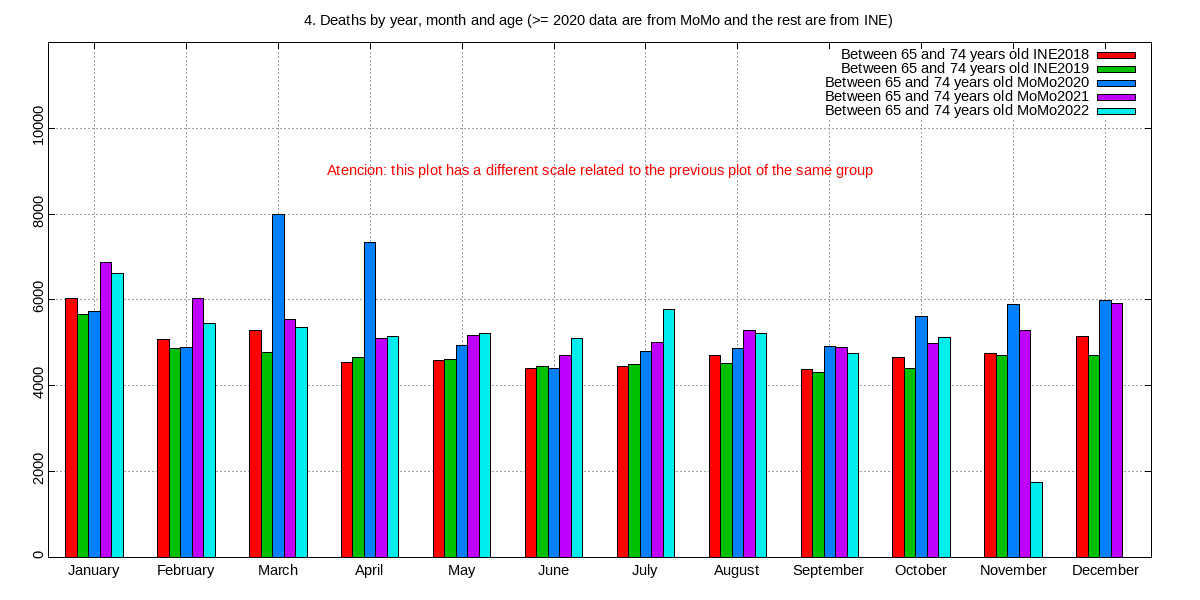 4. Deaths by year, month and age (>= 2020 data are from MoMo and the rest are from INE)
Between 65 and 74 years old INE2018
Between 65 and 74 years old INE2019
Between 65 and 74 years old MoMo2020
Between 65 and 74 years old MoMo2021
Between 65 and 74 years old MoMo2022
Atencion: this plot has a different scale related to the previous plot of the same group
10000
8000
6000
4000
2000
0
January February March April May June July August September October November December